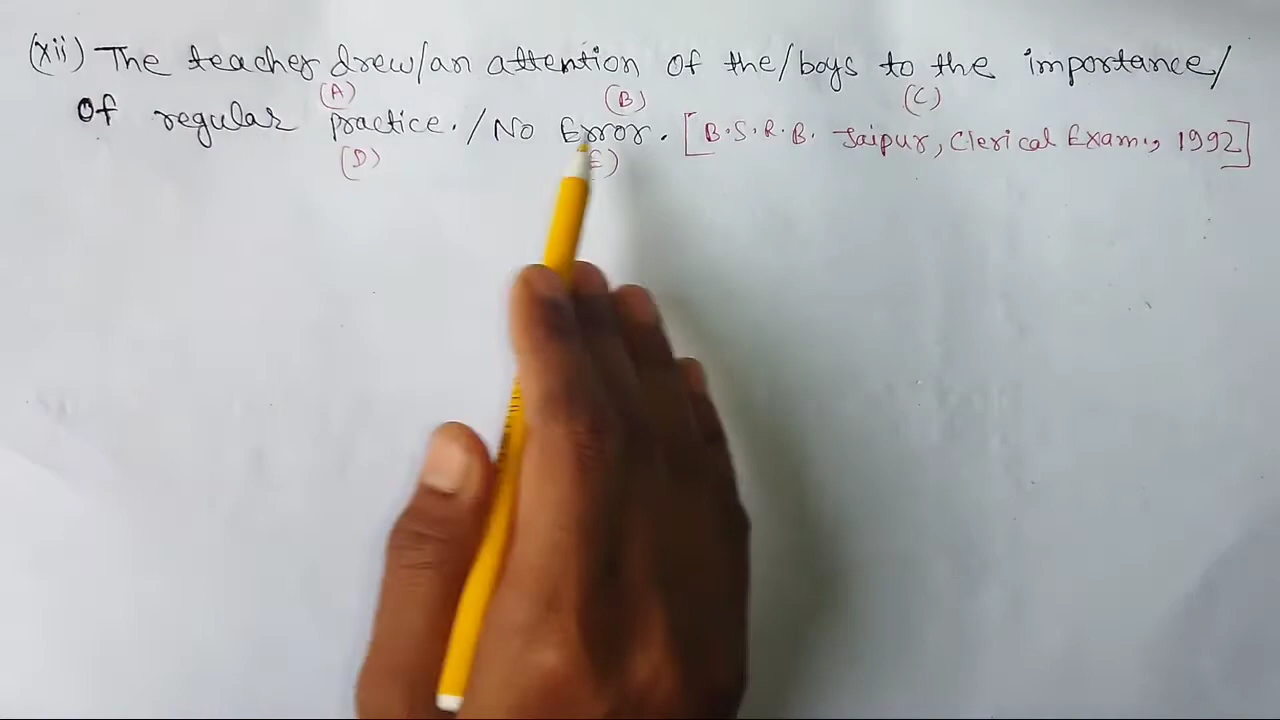 (xii) The teacher drew/an attention of the/boys to the importance/
(A) (B) (C)
of regular practice./No Error. [B.S.R.B. Jaipur, Clerical Exam., 1992]
(D) E)